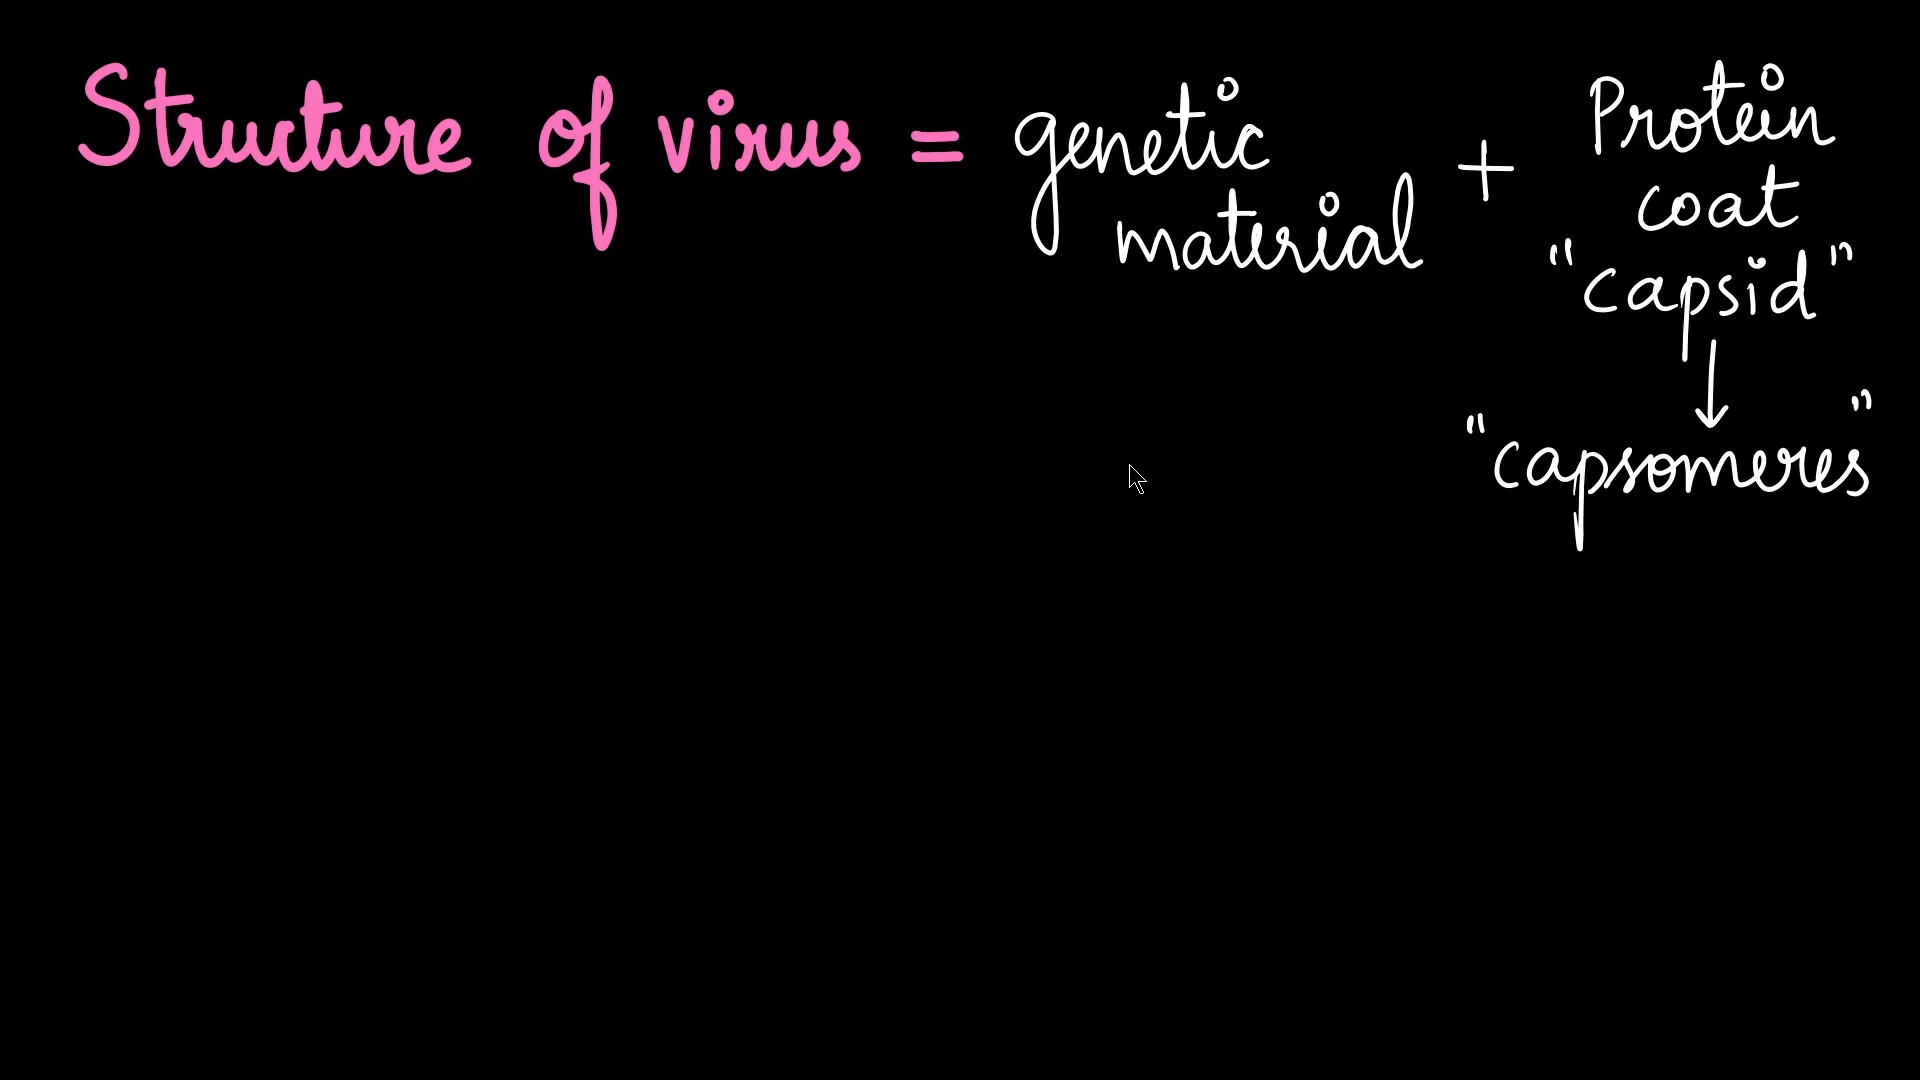 Structure of virus = genetic material + Protein coat
"capsid"
↓
"capsomeres"